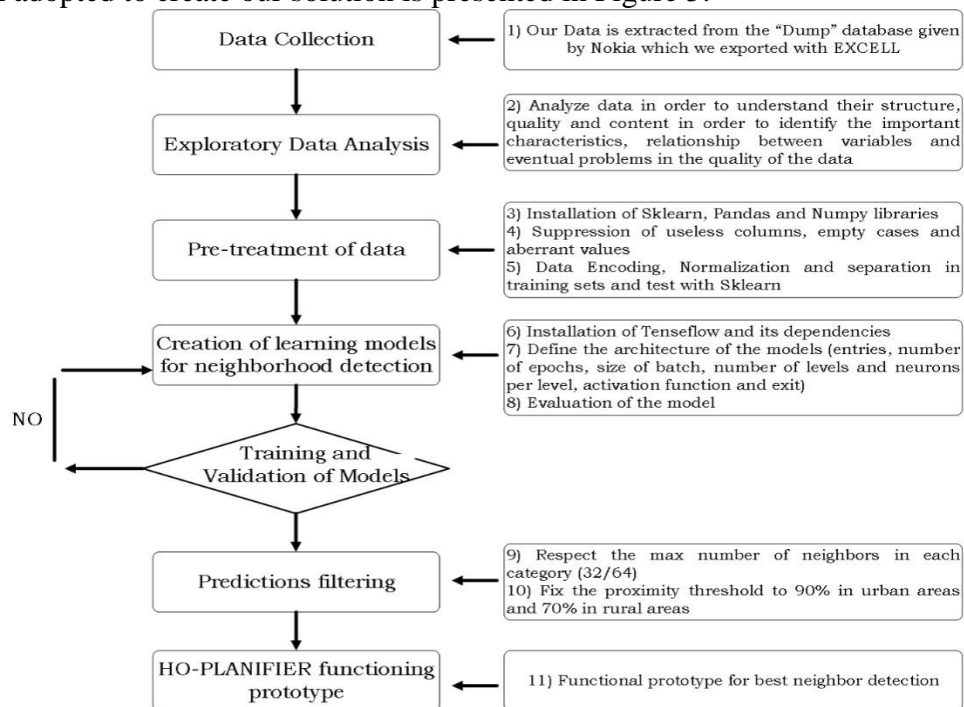 n adopted to create our solution is presented in Figure 3.
Data Collection
1) Our Data is extracted from the “Dump” database given
by Nokia which we exported with EXCELL
Exploratory Data Analysis
2) Analyze data in order to understand their structure,
quality and content in order to identify the important
characteristics, relationship between variables and
eventual problems in the quality of the data
Pre-treatment of data
3) Installation of Sklearn, Pandas and Numpy libraries
4) Suppression of useless columns, empty cases and
aberrant values
5) Data Encoding, Normalization and separation in
training sets and test with Sklearn
Creation of learning models
for neighborhood detection
6) Installation of Tenseflow and its dependencies
7) Define the architecture of the models (entries, number
of epochs, size of batch, number of levels and neurons
per level, activation function and exit)
8) Evaluation of the model
NO
Training and
Validation of Models
Predictions filtering
9) Respect the max number of neighbors in each
category (32/64)
10) Fix the proximity threshold to 90% in urban areas
and 70% in rural areas
HO-PLANIFIER functioning
prototype
11) Functional prototype for best neighbor detection